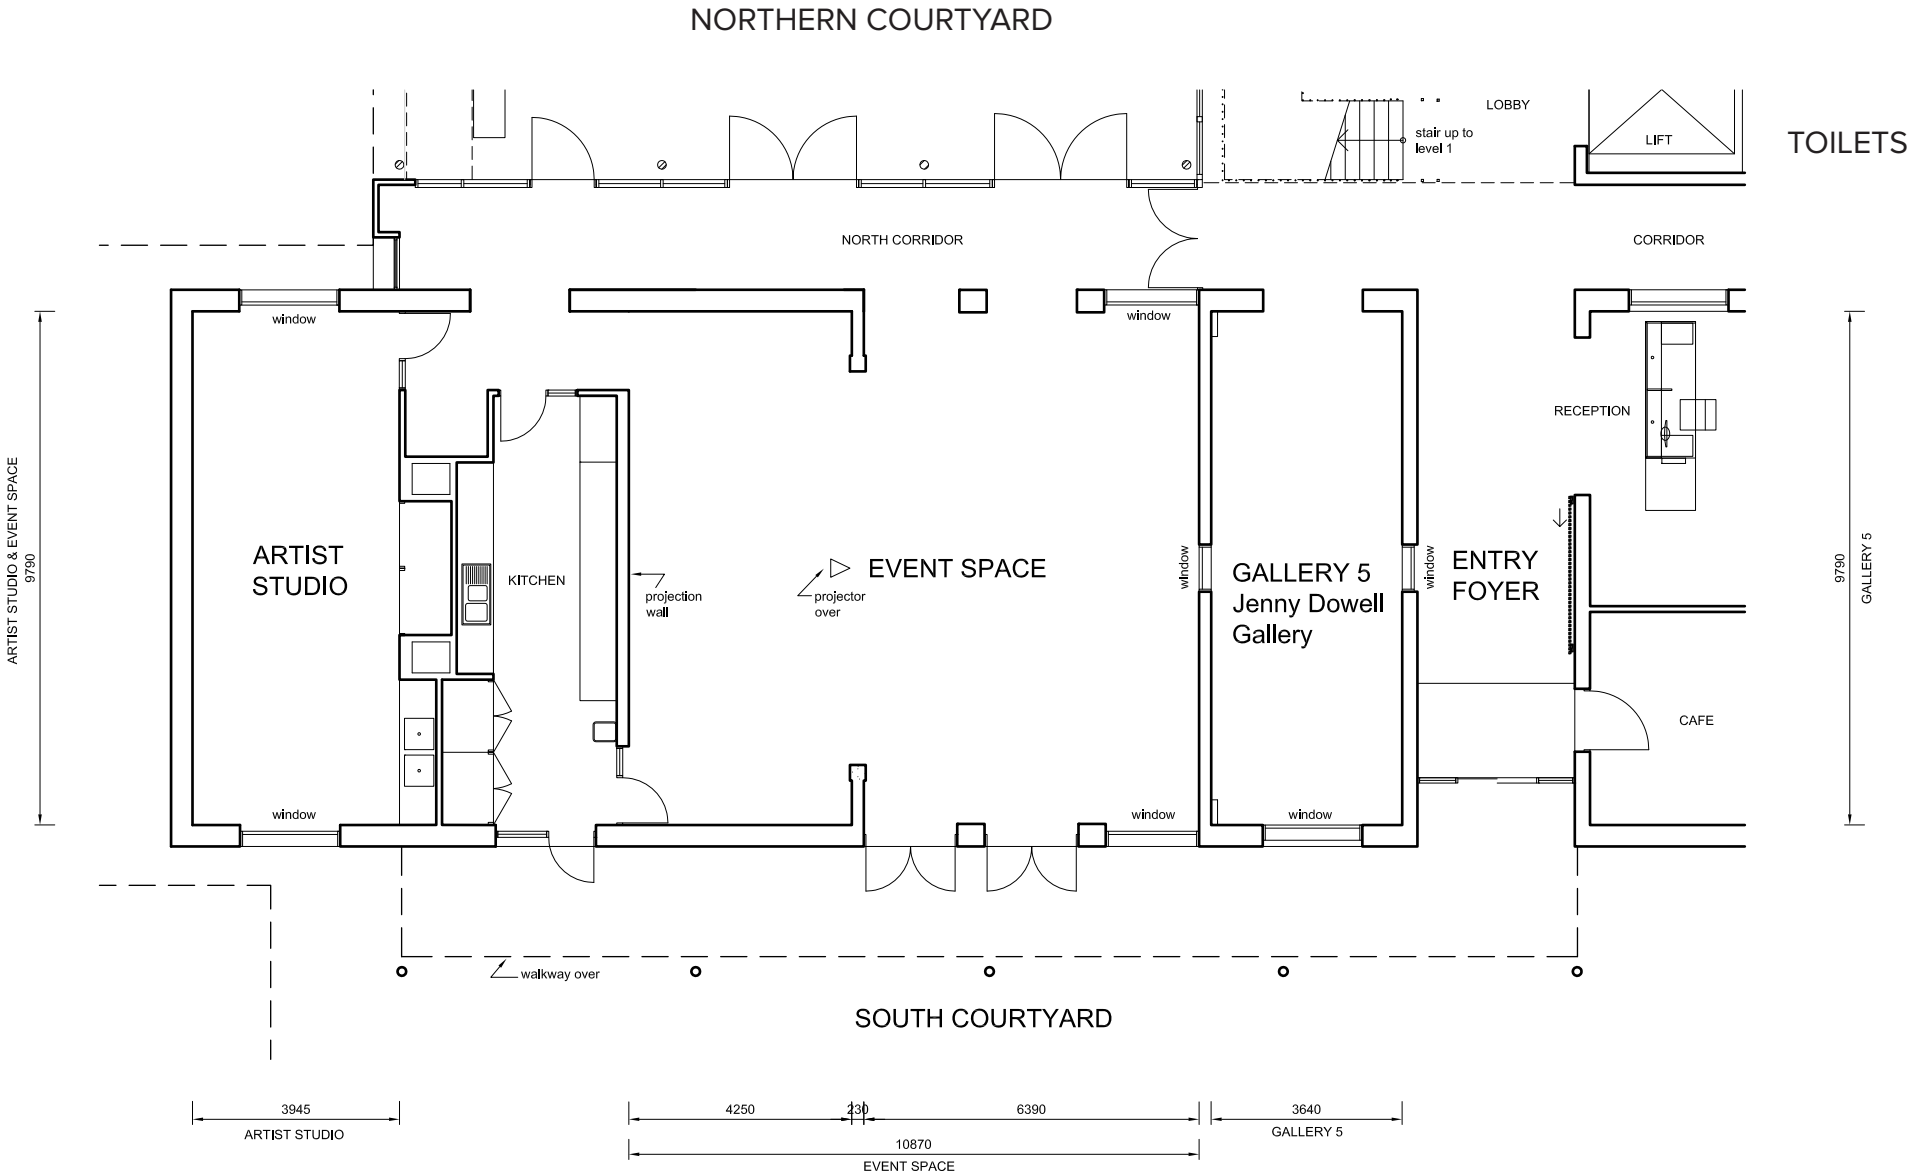 NORTHERN COURTYARD
LOBBY
stair up to
level 1
LIFT
TOILETS
NORTH CORRIDOR
CORRIDOR
window
window
RECEPTION
ARTIST STUDIO & EVENT SPACE
9790
ARTIST
STUDIO
KITCHEN
projection
wall
projector
over
EVENT SPACE
window
GALLERY 5
Jenny Dowell
Gallery
window
ENTRY
FOYER
9790
GALLERY 5
CAFE
window
window
window
walkway over
SOUTH COURTYARD
3945
ARTIST STUDIO
4250
230
6390
3640
GALLERY 5
10870
EVENT SPACE